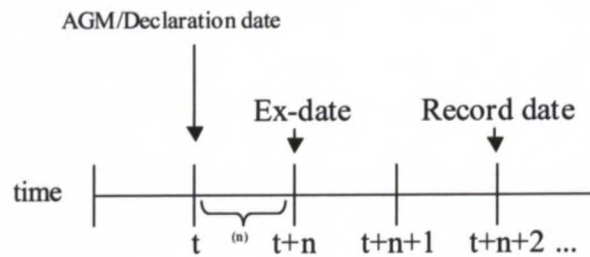 AGM/Declaration date
Ex-date Record date
time
(n)
t t+n t+n+1 t+n+2 ...